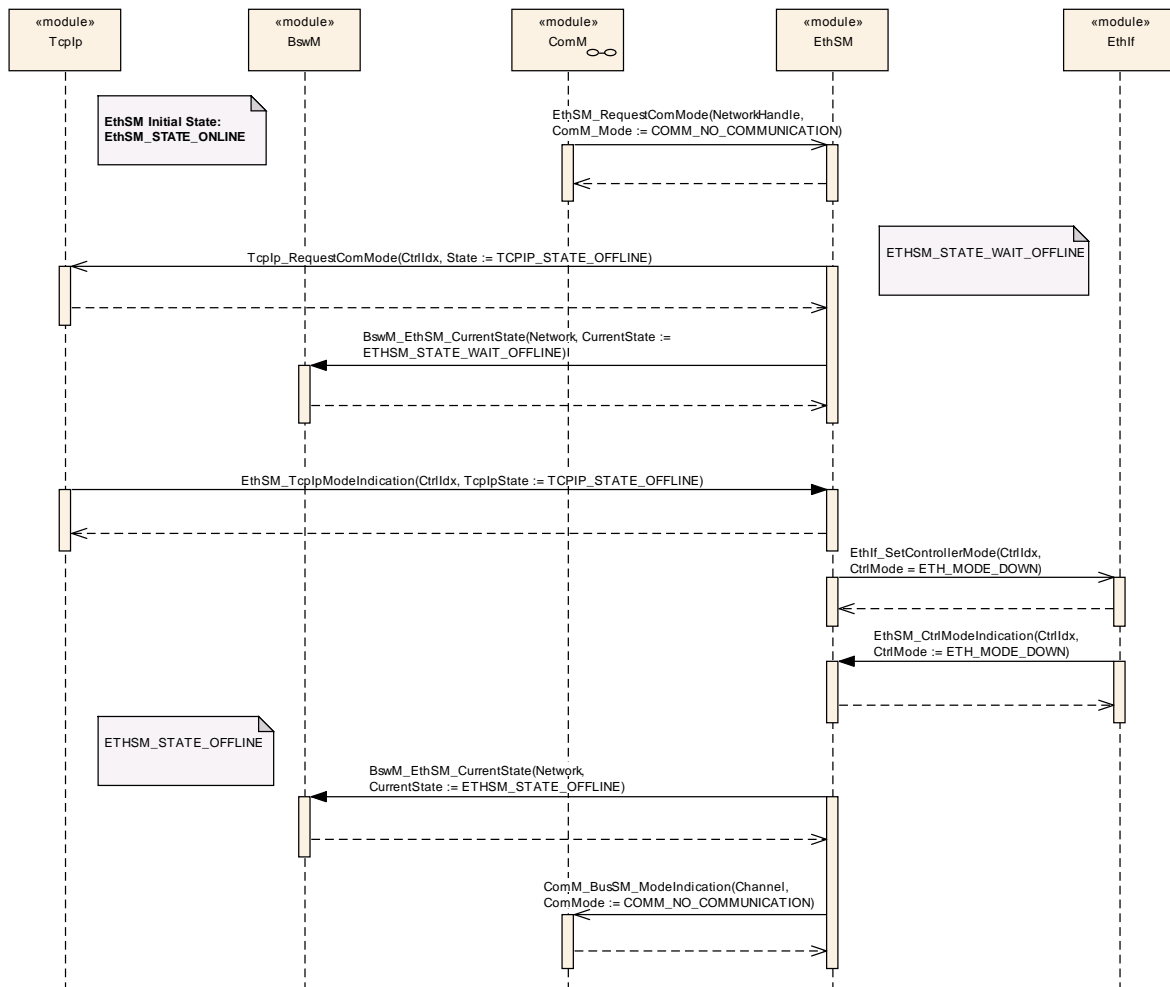 «module»
TcpIp
«module»
BswM
«module»
ComM
«module»
EthSM
«module»
EthIf
EthSM Initial State:
EthSM_STATE_ONLINE
EthSM_RequestComMode(NetworkHandle,
ComM_Mode := COMM_NO_COMMUNICATION)
ETHSM_STATE_WAIT_OFFLINE
TcpIp_RequestComMode(CtrlIdx, State := TCPIP_STATE_OFFLINE)
BswM_EthSM_CurrentState(Network, CurrentState :=
ETHSM_STATE_WAIT_OFFLINE)
EthSM_TcpIpModeIndication(CtrlIdx, TcpIpState := TCPIP_STATE_OFFLINE)
EthIf_SetControllerMode(CtrlIdx,
CtrlMode = ETH_MODE_DOWN)
EthSM_CtrlModeIndication(CtrlIdx,
CtrlMode := ETH_MODE_DOWN)
ETHSM_STATE_OFFLINE
BswM_EthSM_CurrentState(Network,
CurrentState := ETHSM_STATE_OFFLINE)
ComM_BusSM_ModeIndication(Channel,
ComMode := COMM_NO_COMMUNICATION)